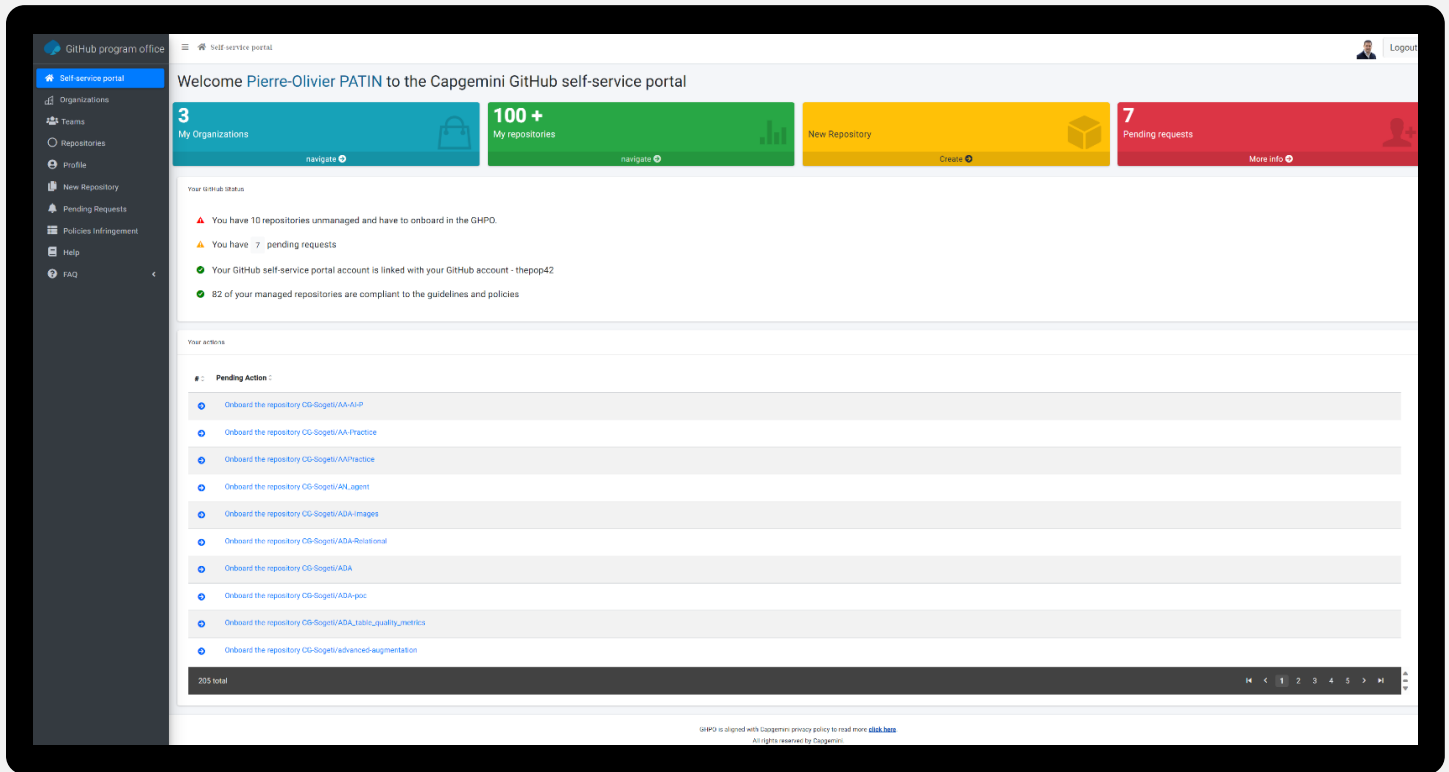 GitHub program office
Self-service portal
Logout
Self-service portal
Organizations
Teams
Repositories
Profile
New Repository
Pending Requests
Policies Infringement
Help
FAQ
Welcome Pierre-Olivier PATIN to the Capgemini GitHub self-service portal
3
My Organizations
navigate
100 +
My repositories
navigate
New Repository
Create
7
Pending requests
More info
Your GitHub Status
You have 10 repositories unmanaged and have to onboard in the GHPO.
You have 7 pending requests
Your GitHub self-service portal account is linked with your GitHub account - thepop42
82 of your managed repositories are compliant to the guidelines and policies
Your actions
# Pending Action
Onboard the repository CG-Sogeti/AA-AI-P
Onboard the repository CG-Sogeti/AA-Practice
Onboard the repository CG-Sogeti/AAPractice
Onboard the repository CG-Sogeti/AN_agent
Onboard the repository CG-Sogeti/ADA-Images
Onboard the repository CG-Sogeti/ADA-Relational
Onboard the repository CG-Sogeti/ADA
Onboard the repository CG-Sogeti/ADA-poc
Onboard the repository CG-Sogeti/ADA_table_quality_metrics
Onboard the repository CG-Sogeti/advanced-augmentation
205 total
1 2 3 4 5
GHPO is aligned with Capgemini privacy policy to read more click here.
All rights reserved by Capgemini.